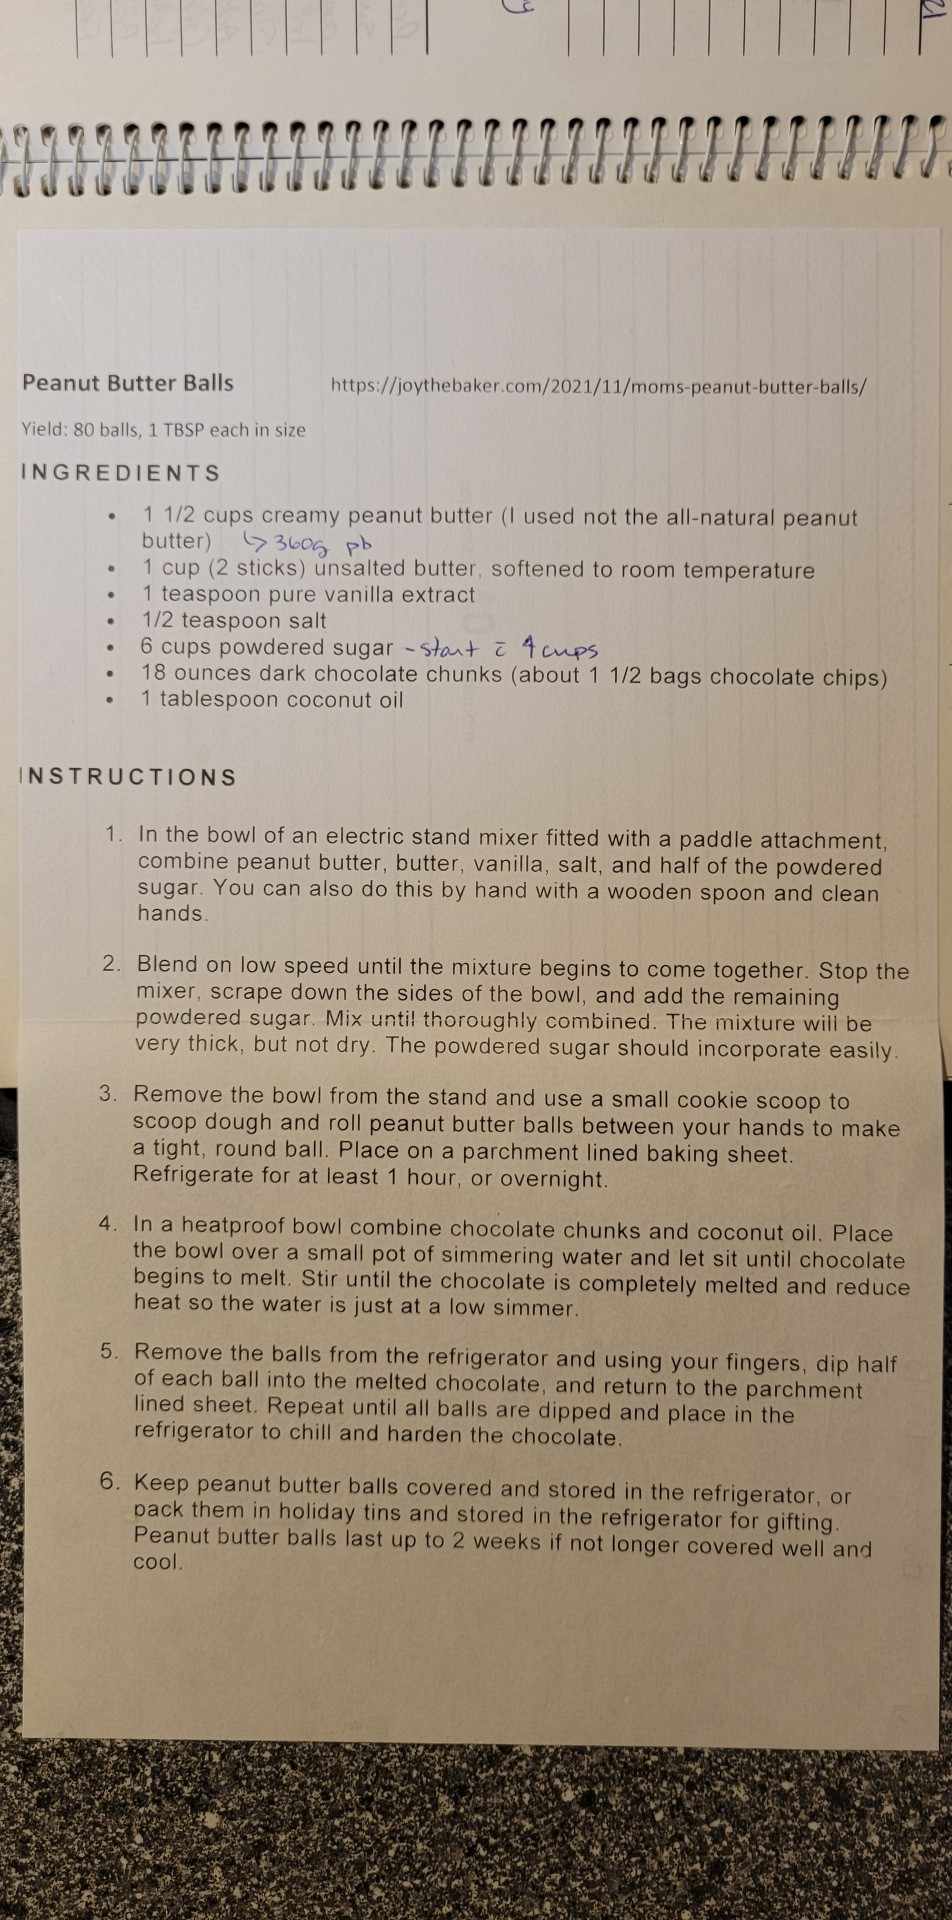 Peanut Butter Balls https://joythebaker.com/2021/11/moms-peanut-butter-balls/
Yield: 80 balls, 1 TBSP each in size
INGREDIENTS
• 1 1/2 cups creamy peanut butter (I used not the all-natural peanut
butter) ↳ 360g pb
• 1 cup (2 sticks) unsalted butter, softened to room temperature
• 1 teaspoon pure vanilla extract
• 1/2 teaspoon salt
• 6 cups powdered sugar - start c̄ 4 cups
• 18 ounces dark chocolate chunks (about 1 1/2 bags chocolate chips)
• 1 tablespoon coconut oil
INSTRUCTIONS
1. In the bowl of an electric stand mixer fitted with a paddle attachment,
combine peanut butter, butter, vanilla, salt, and half of the powdered
sugar. You can also do this by hand with a wooden spoon and clean
hands.
2. Blend on low speed until the mixture begins to come together. Stop the
mixer, scrape down the sides of the bowl, and add the remaining
powdered sugar. Mix until thoroughly combined. The mixture will be
very thick, but not dry. The powdered sugar should incorporate easily.
3. Remove the bowl from the stand and use a small cookie scoop to
scoop dough and roll peanut butter balls between your hands to make
a tight, round ball. Place on a parchment lined baking sheet.
Refrigerate for at least 1 hour, or overnight.
4. In a heatproof bowl combine chocolate chunks and coconut oil. Place
the bowl over a small pot of simmering water and let sit until chocolate
begins to melt. Stir until the chocolate is completely melted and reduce
heat so the water is just at a low simmer.
5. Remove the balls from the refrigerator and using your fingers, dip half
of each ball into the melted chocolate, and return to the parchment
lined sheet. Repeat until all balls are dipped and place in the
refrigerator to chill and harden the chocolate.
6. Keep peanut butter balls covered and stored in the refrigerator, or
pack them in holiday tins and stored in the refrigerator for gifting.
Peanut butter balls last up to 2 weeks if not longer covered well and
cool.